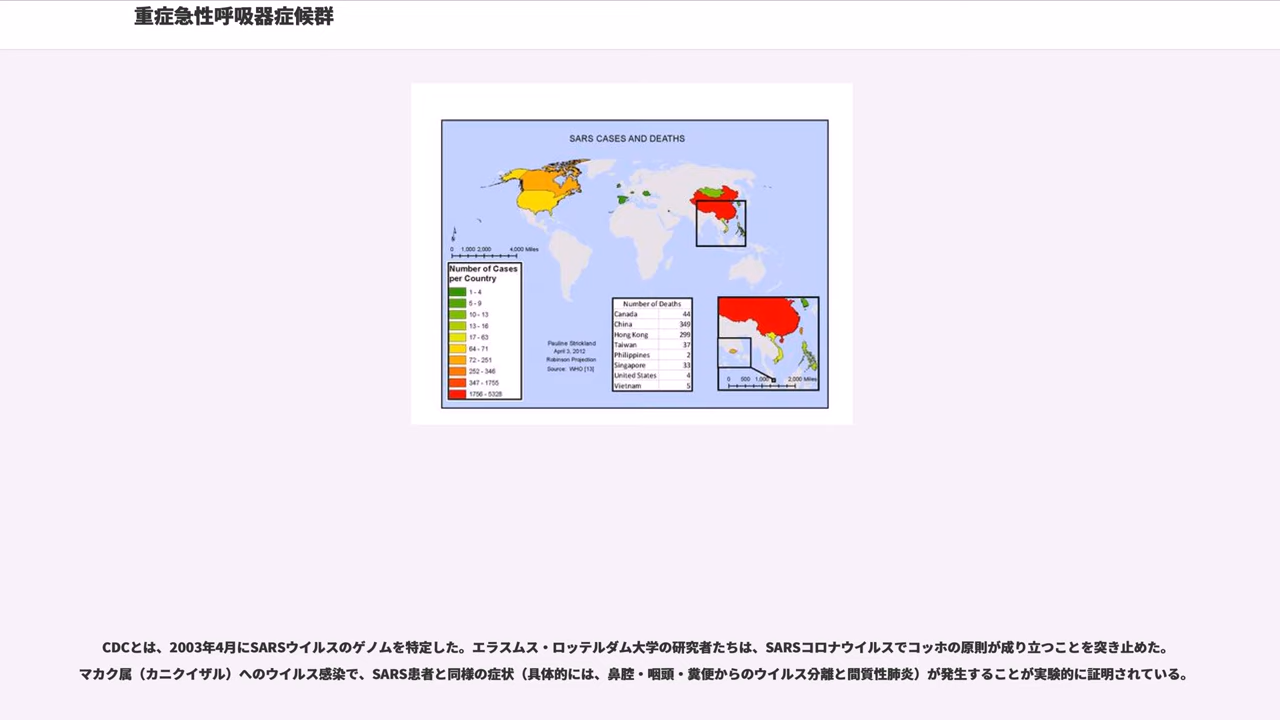 重症急性呼吸器症候群
SARS CASES AND DEATHS
0 1,000 2,000 4,000 Miles
Number of Cases
per Country
1 - 4
5 - 9
10 - 13
13 - 16
17 - 63
64 - 71
72 - 251
252 - 346
347 - 1755
1756 - 5328
Pauline Strickland
April 3, 2012
Robinson Projection
Source: WHO [13]
Number of Deaths
Canada 44
China 349
Hong Kong 299
Taiwan 37
Philippines 2
Singapore 33
United States 4
Vietnam 5
0 500 1,000 2,000 Miles
CDCとは、2003年4月にSARSウイルスのゲノムを特定した。エラスムス・ロッテルダム大学の研究者たちは、SARSコロナウイルスでコッホの原則が成り立つことを突き止めた。
マカク属（カニクイザル）へのウイルス感染で、SARS患者と同様の症状（具体的には、鼻腔・咽頭・糞便からのウイルス分離と間質性肺炎）が発生することが実験的に証明されている。